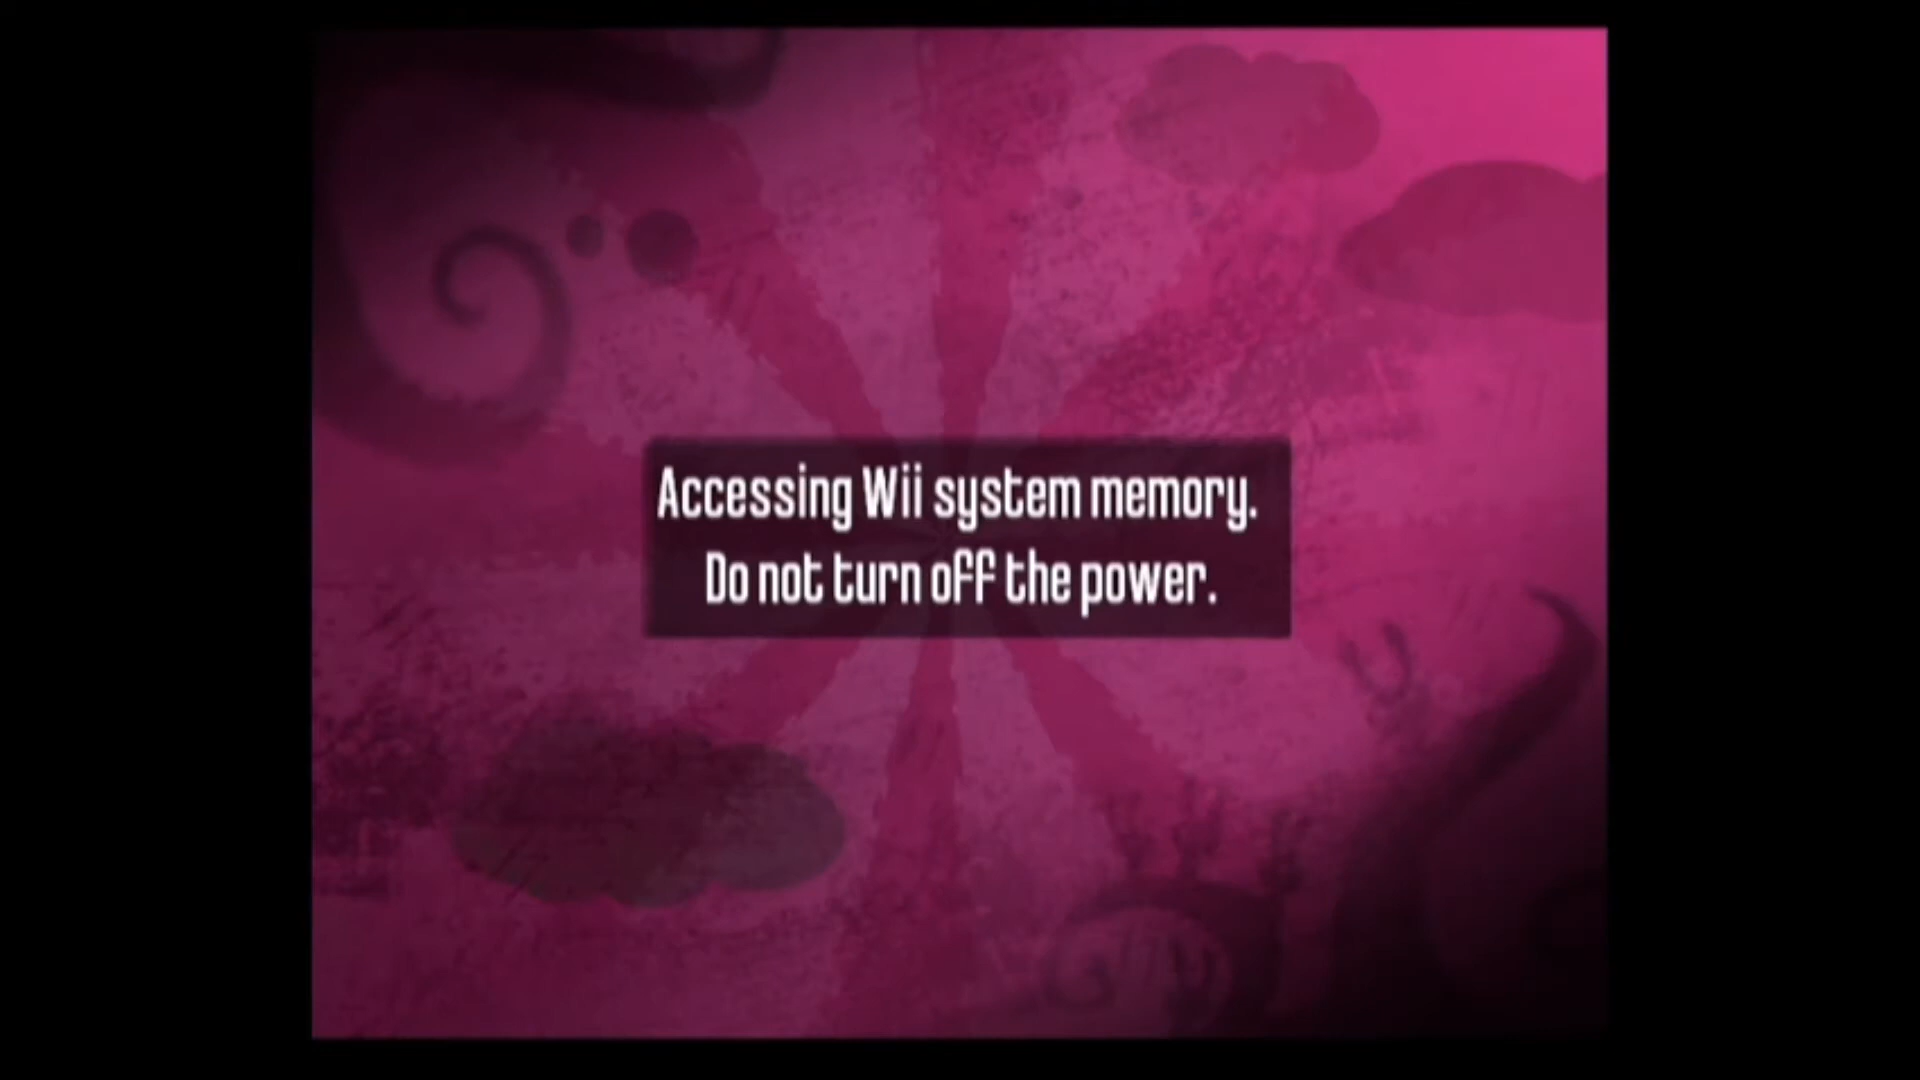 Accessing Wii system memory.
Do not turn off the power.